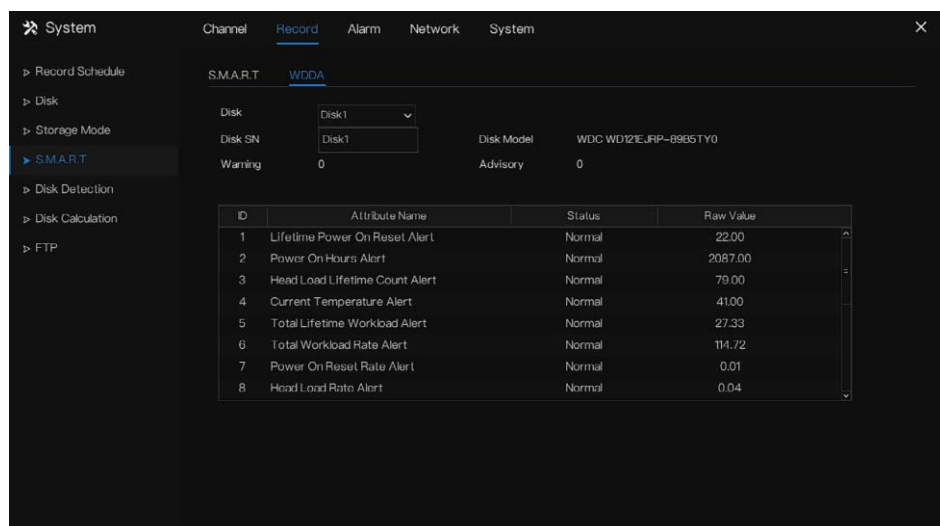 System Channel Record Alarm Network System
Record Schedule
Disk
Storage Mode
S.M.A.R.T
Disk Detection
Disk Calculation
FTP
S.M.A.R.T WDDA
Disk Disk1
Disk SN Disk1 Disk Model WDC WD121EJRP-89B5TY0
Warning 0 Advisory 0
ID Attribute Name Status Raw Value
1 Lifetime Power On Reset Alert Normal 22.00
2 Power On Hours Alert Normal 2087.00
3 Head Load Lifetime Count Alert Normal 79.00
4 Current Temperature Alert Normal 41.00
5 Total Lifetime Workload Alert Normal 27.33
6 Total Workload Rate Alert Normal 114.72
7 Power On Reset Rate Alert Normal 0.01
8 Head Load Rate Alert Normal 0.04